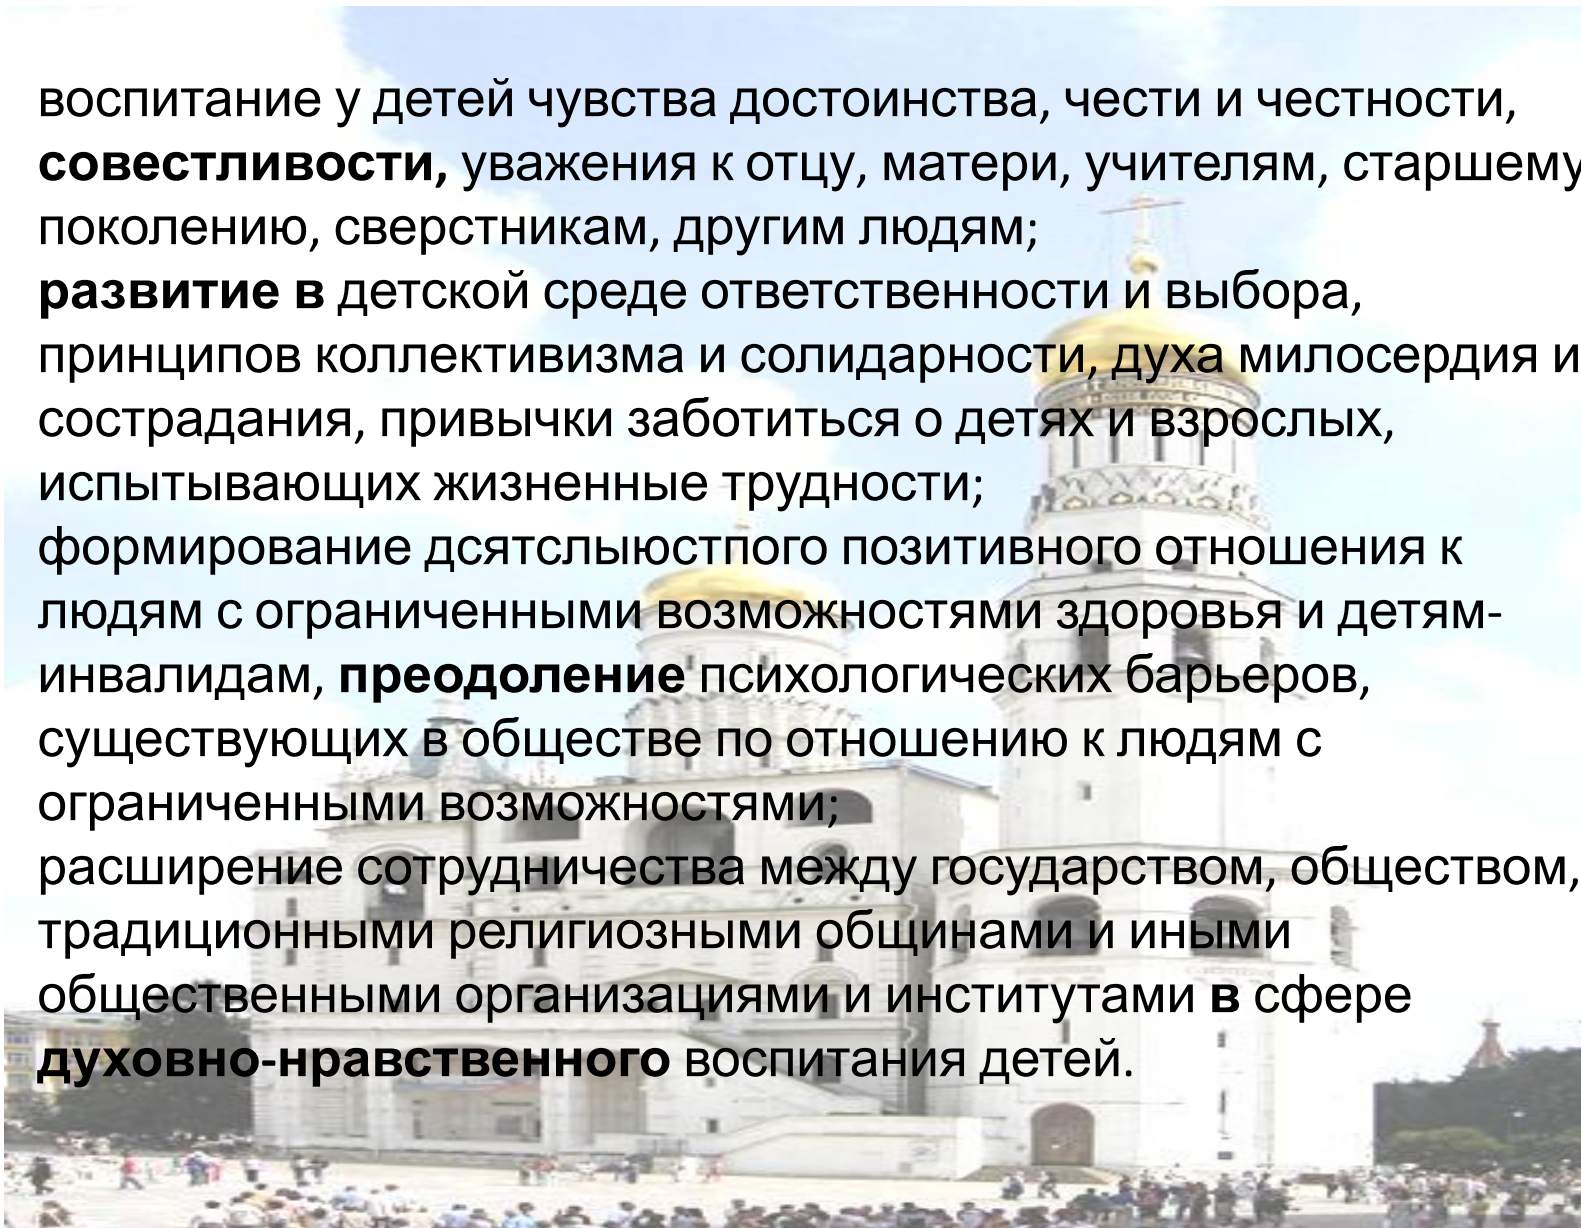 воспитание у детей чувства достоинства, чести и честности,
совестливости, уважения к отцу, матери, учителям, старшему
поколению, сверстникам, другим людям;
развитие в детской среде ответственности и выбора,
принципов коллективизма и солидарности, духа милосердия и
сострадания, привычки заботиться о детях и взрослых,
испытывающих жизненные трудности;
формирование дсятслыюстпого позитивного отношения к
людям с ограниченными возможностями здоровья и детям-
инвалидам, преодоление психологических барьеров,
существующих в обществе по отношению к людям с
ограниченными возможностями;
расширение сотрудничества между государством, обществом,
традиционными религиозными общинами и иными
общественными организациями и институтами в сфере
духовно-нравственного воспитания детей.